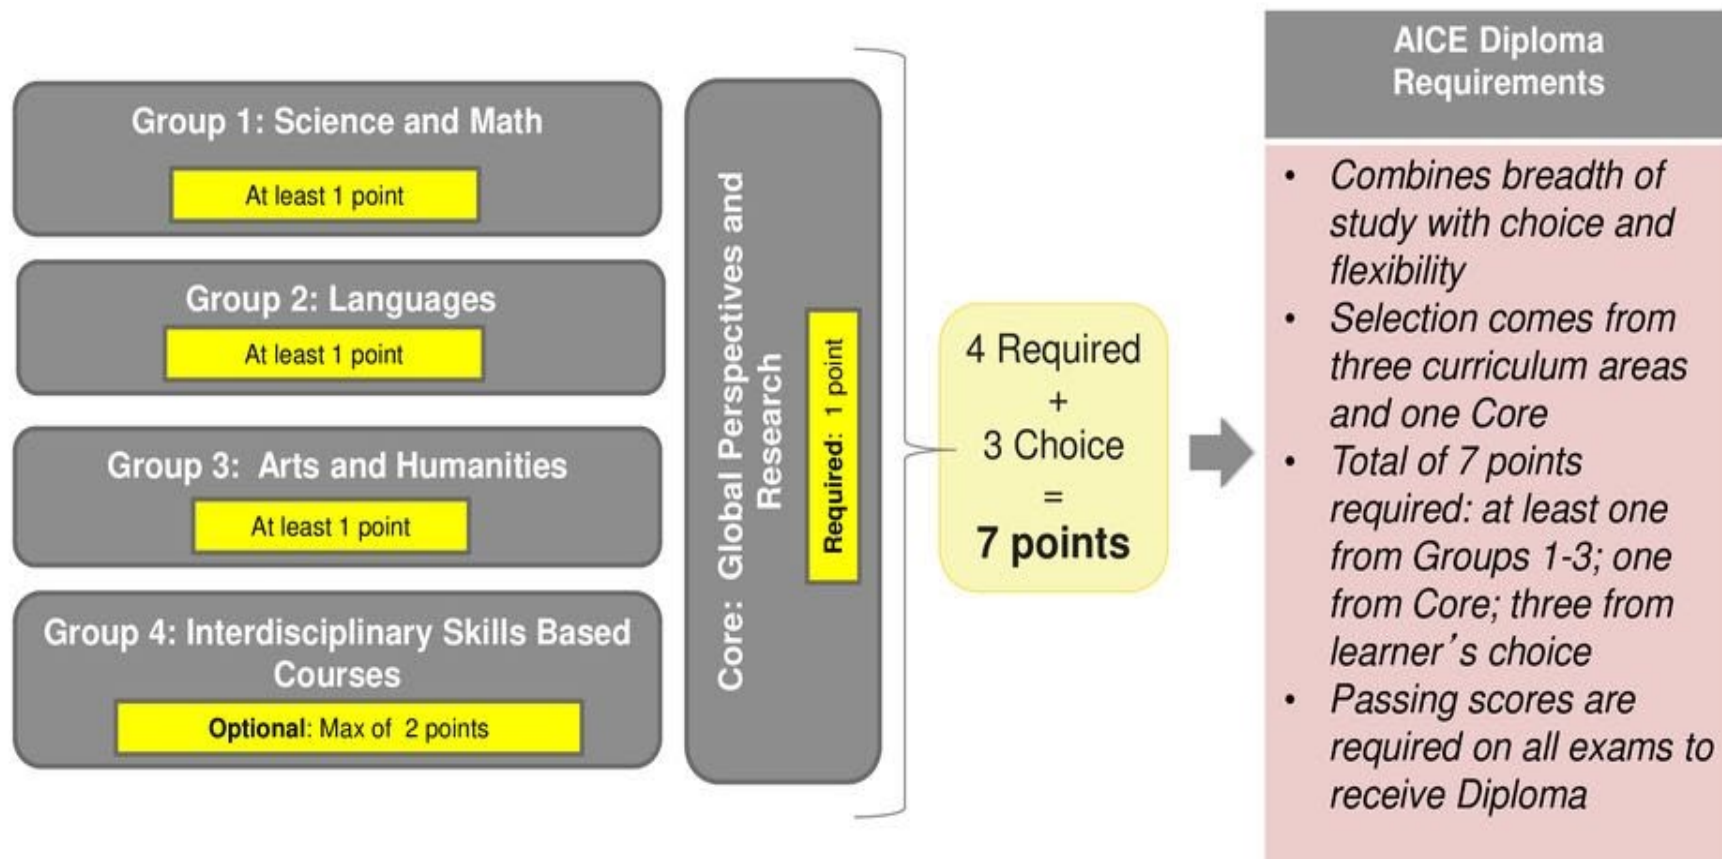 Group 1: Science and Math
At least 1 point
Group 2: Languages
At least 1 point
Group 3:  Arts and Humanities
At least 1 point
Group 4: Interdisciplinary Skills Based
Courses
Optional: Max of  2 points
Core:  Global Perspectives and
Research
Required:  1 point
4 Required
+
3 Choice
=
7 points
AICE Diploma
Requirements
• Combines breadth of
study with choice and
flexibility
• Selection comes from
three curriculum areas
and one Core
• Total of 7 points
required: at least one
from Groups 1-3; one
from Core; three from
learner’s choice
• Passing scores are
required on all exams to
receive Diploma